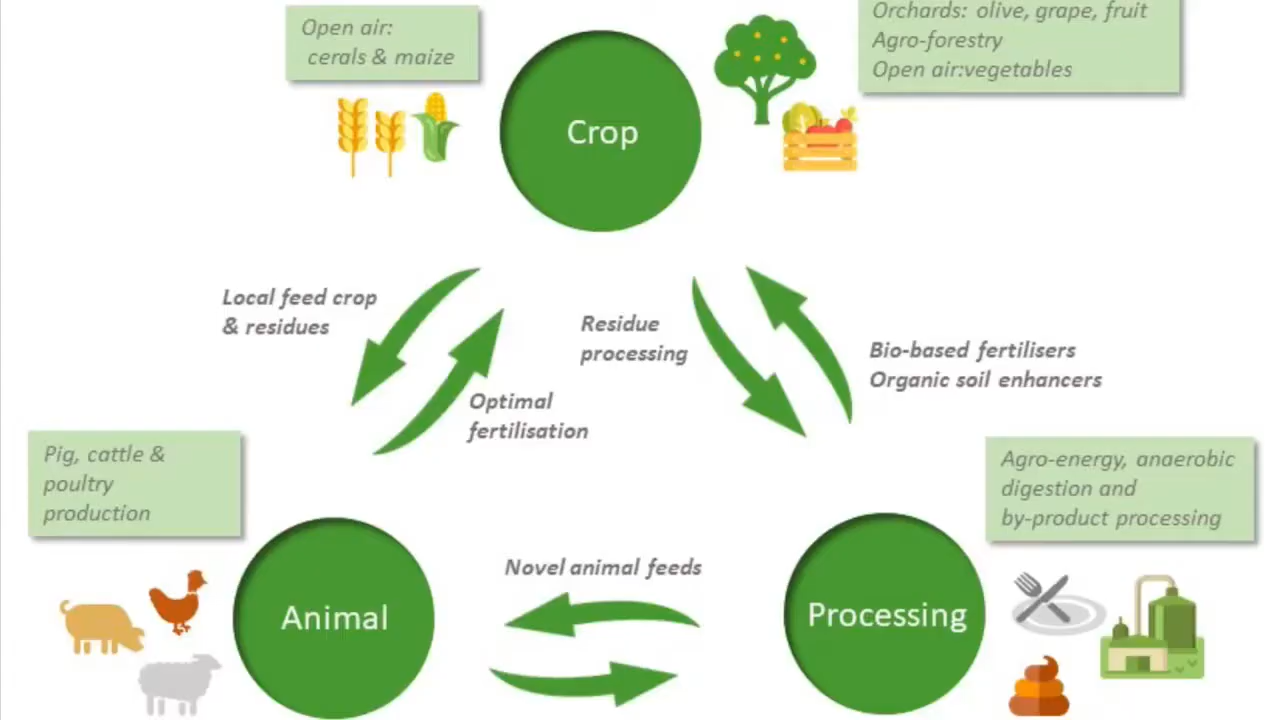 Open air:
cerals & maize
Crop
Orchards: olive, grape, fruit
Agro-forestry
Open air:vegetables
Local feed crop
& residues
Residue
processing
Bio-based fertilisers
Organic soil enhancers
Optimal
fertilisation
Pig, cattle &
poultry
production
Agro-energy, anaerobic
digestion and
by-product processing
Novel animal feeds
Animal
Processing